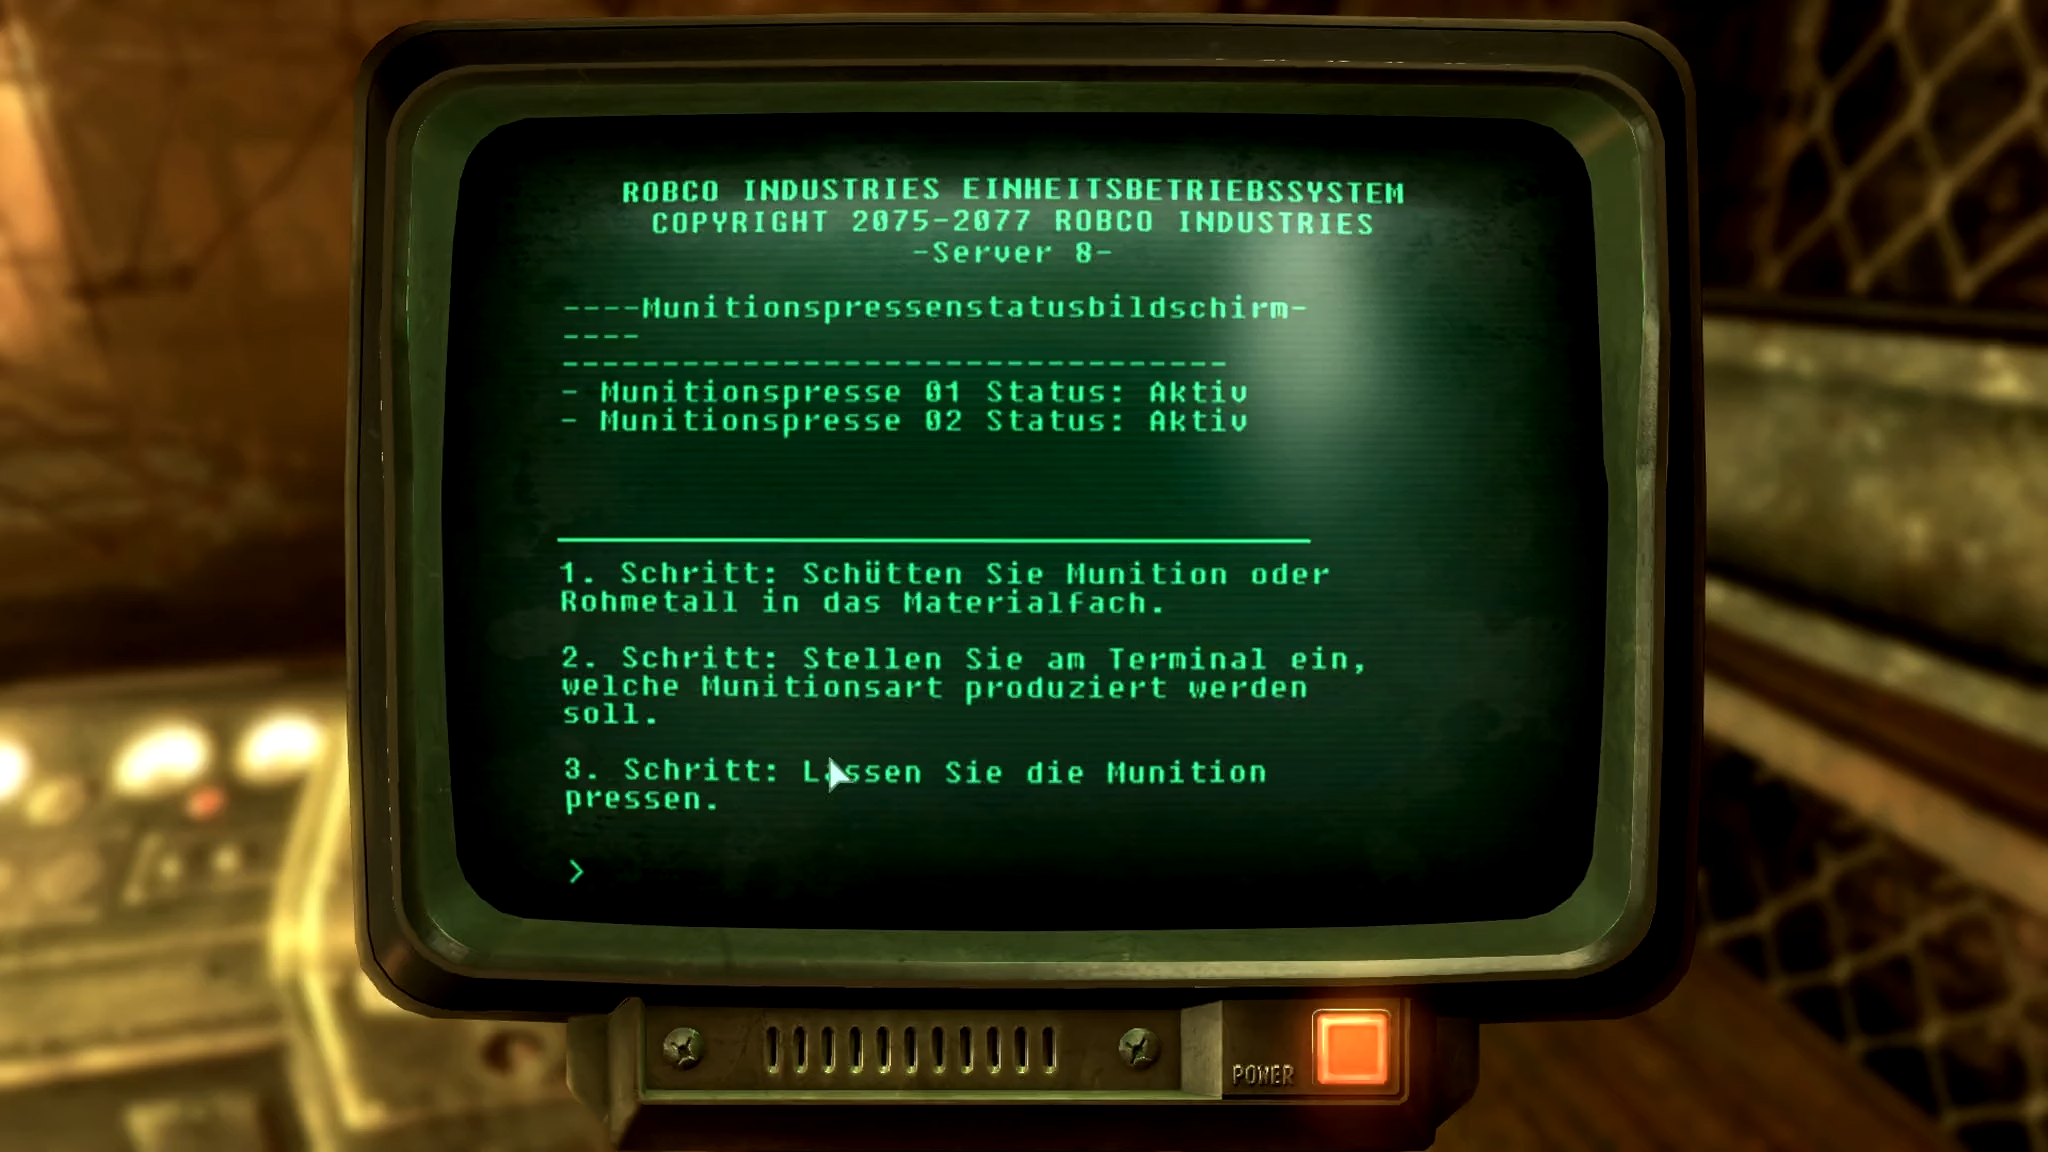 ROBCO INDUSTRIES EINHEITSBETRIEBSSYSTEM
COPYRIGHT 2075-2077 ROBCO INDUSTRIES
-Server 8-
----Munitionspressenstatusbildschirm-
----
----------------------------------
- Munitionspresse 01 Status: Aktiv
- Munitionspresse 02 Status: Aktiv
1. Schritt: Schütten Sie Munition oder
Rohmetall in das Materialfach.
2. Schritt: Stellen Sie am Terminal ein,
welche Munitionsart produziert werden
soll.
3. Schritt: Lassen Sie die Munition
pressen.
>
POWER